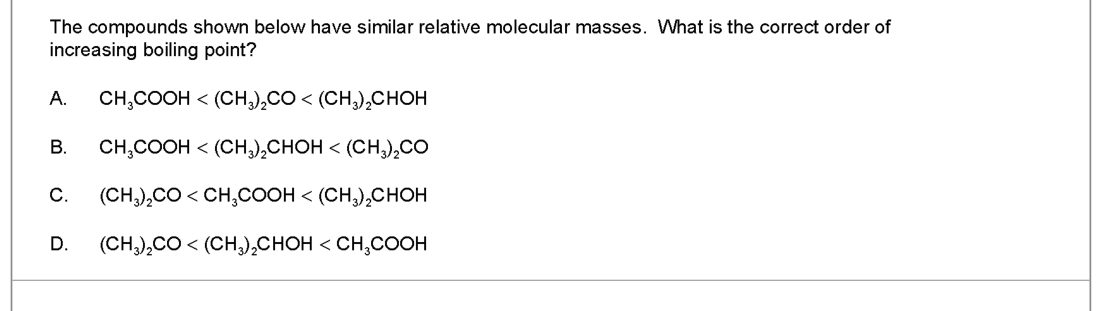 The compounds shown below have similar relative molecular masses. What is the correct order of
increasing boiling point?
A. CH₃COOH < (CH₃)₂CO < (CH₃)₂CHOH
B. CH₃COOH < (CH₃)₂CHOH < (CH₃)₂CO
C. (CH₃)₂CO < CH₃COOH < (CH₃)₂CHOH
D. (CH₃)₂CO < (CH₃)₂CHOH < CH₃COOH